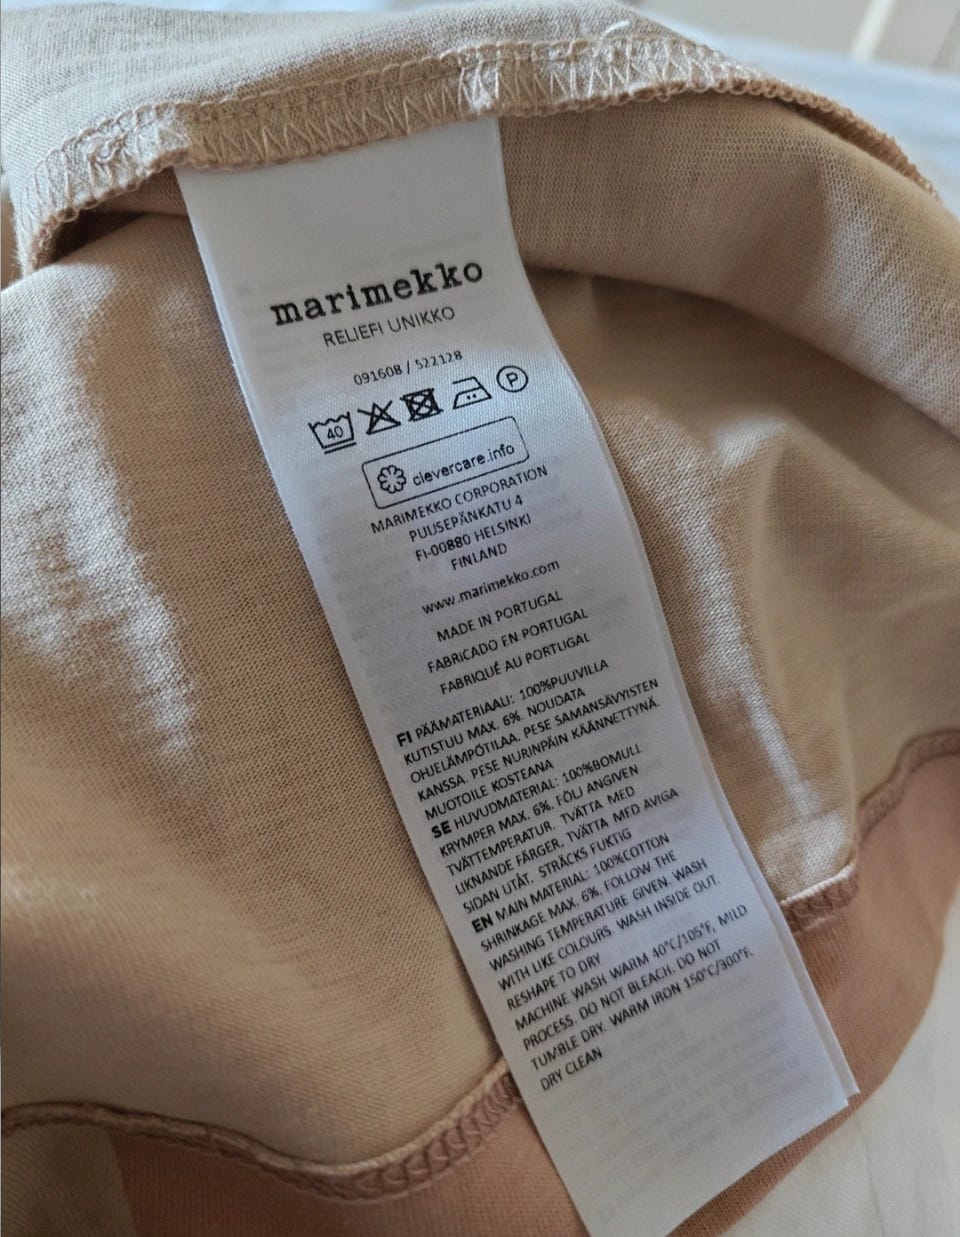 marimekko
RELIEFI UNIKKO
091608 / 522128
40 P
clevercare.info
MARIMEKKO CORPORATION
PUUSEPÄNKATU 4
FI-00880 HELSINKI
FINLAND
www.marimekko.com
MADE IN PORTUGAL
FABRICADO EN PORTUGAL
FABRIQUÉ AU PORTUGAL
FI PÄÄMATERIAALI: 100%PUUVILLA
KUTISTUU MAX. 6%. NOUDATA
OHJELÄMPÖTILAA. PESE SAMANSÄVYISTEN
KANSSA. PESE NURINPÄIN KÄÄNNETTYNÄ.
MUOTOILE KOSTEANA
SE HUVUDMATERIAL: 100%BOMULL
KRYMPER MAX. 6%. FÖLJ ANGIVEN
TVÄTTEMPERATUR. TVÄTTA MED
LIKNANDE FÄRGER. TVÄTTA MED AVIGA
SIDAN UTÅT. STRÄCKS FUKTIG
EN MAIN MATERIAL: 100%COTTON
SHRINKAGE MAX. 6%. FOLLOW THE
WASHING TEMPERATURE GIVEN. WASH
WITH LIKE COLOURS. WASH INSIDE OUT.
RESHAPE TO DRY
MACHINE WASH WARM 40°C/105°F, MILD
PROCESS. DO NOT BLEACH. DO NOT
TUMBLE DRY. WARM IRON 150°C/300°F.
DRY CLEAN